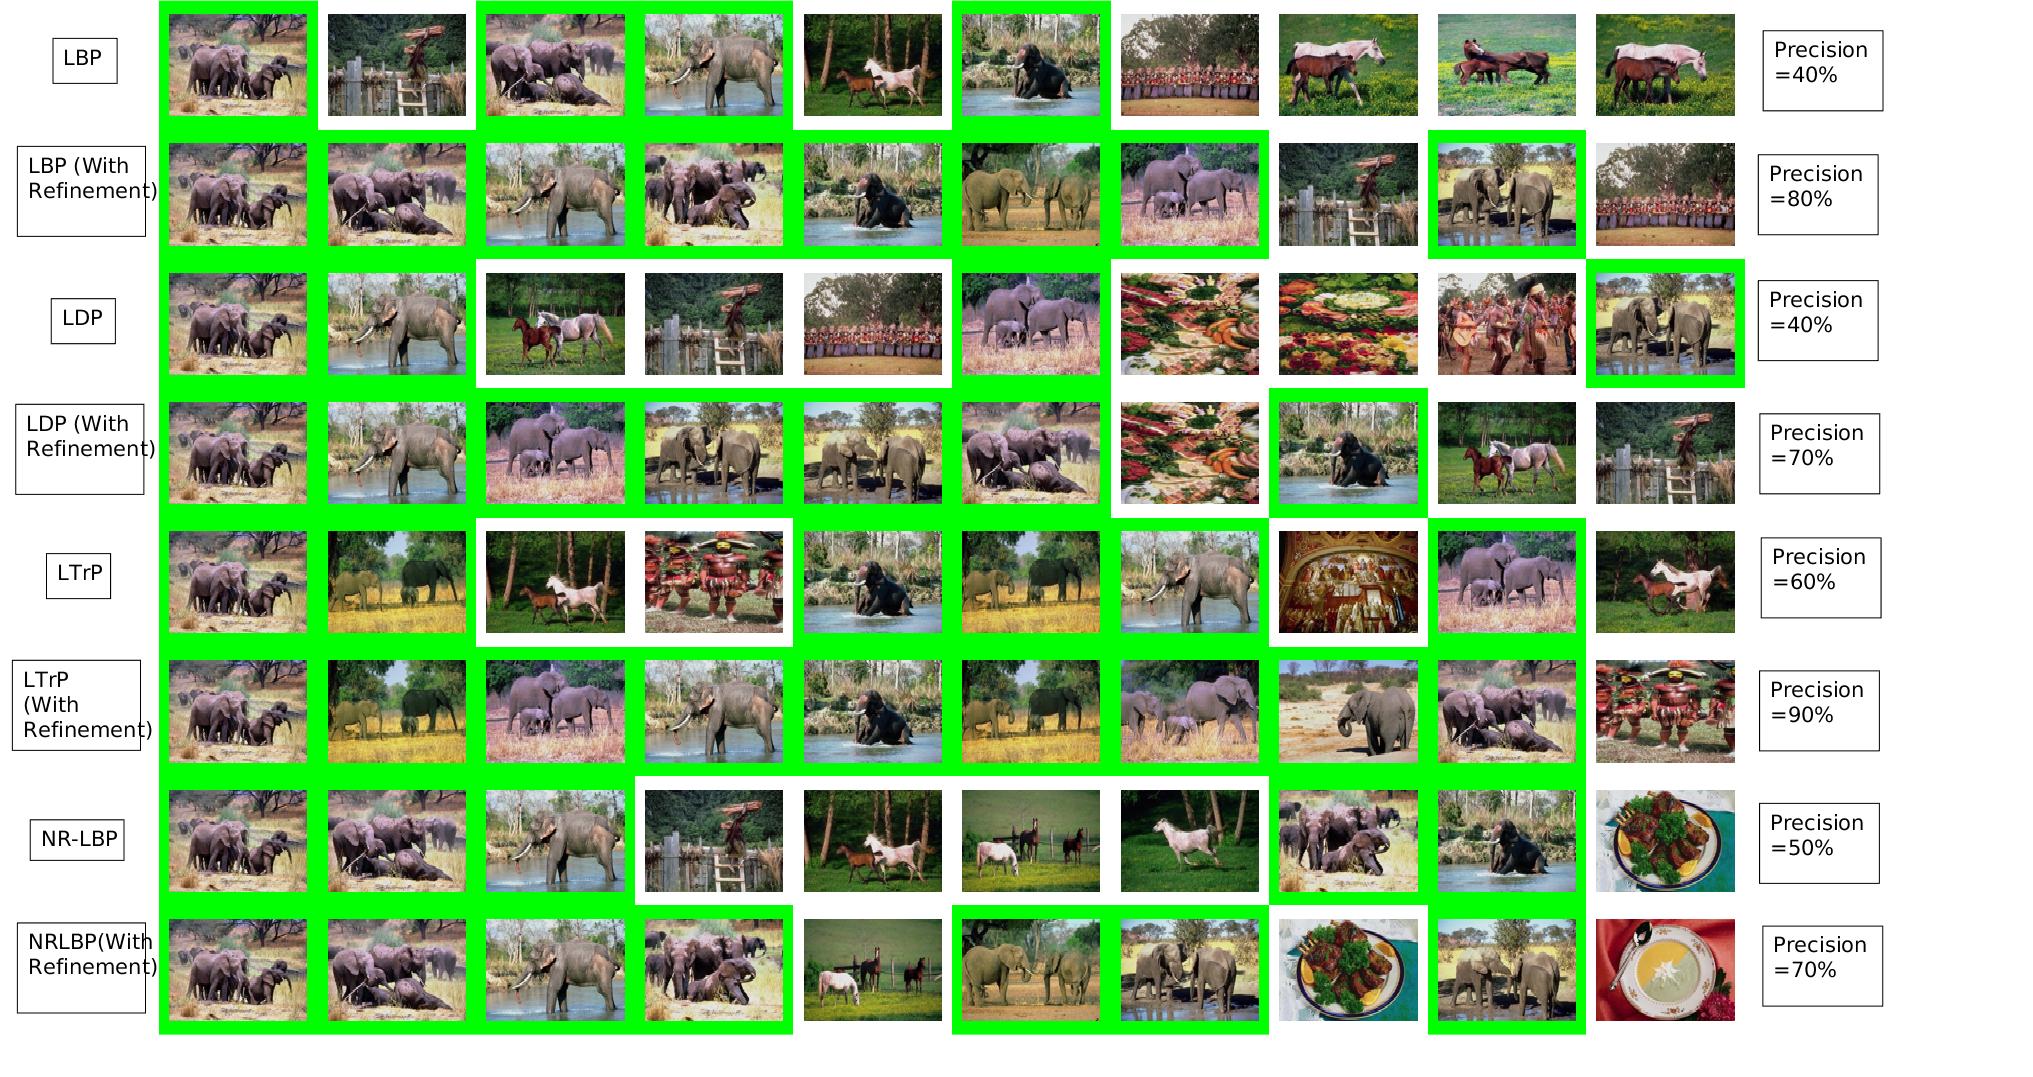 LBP
Precision
=40%
LBP (With
Refinement)
Precision
=80%
LDP
Precision
=40%
LDP (With
Refinement)
Precision
=70%
LTrP
Precision
=60%
LTrP
(With
Refinement)
Precision
=90%
NR-LBP
Precision
=50%
NRLBP(With
Refinement)
Precision
=70%